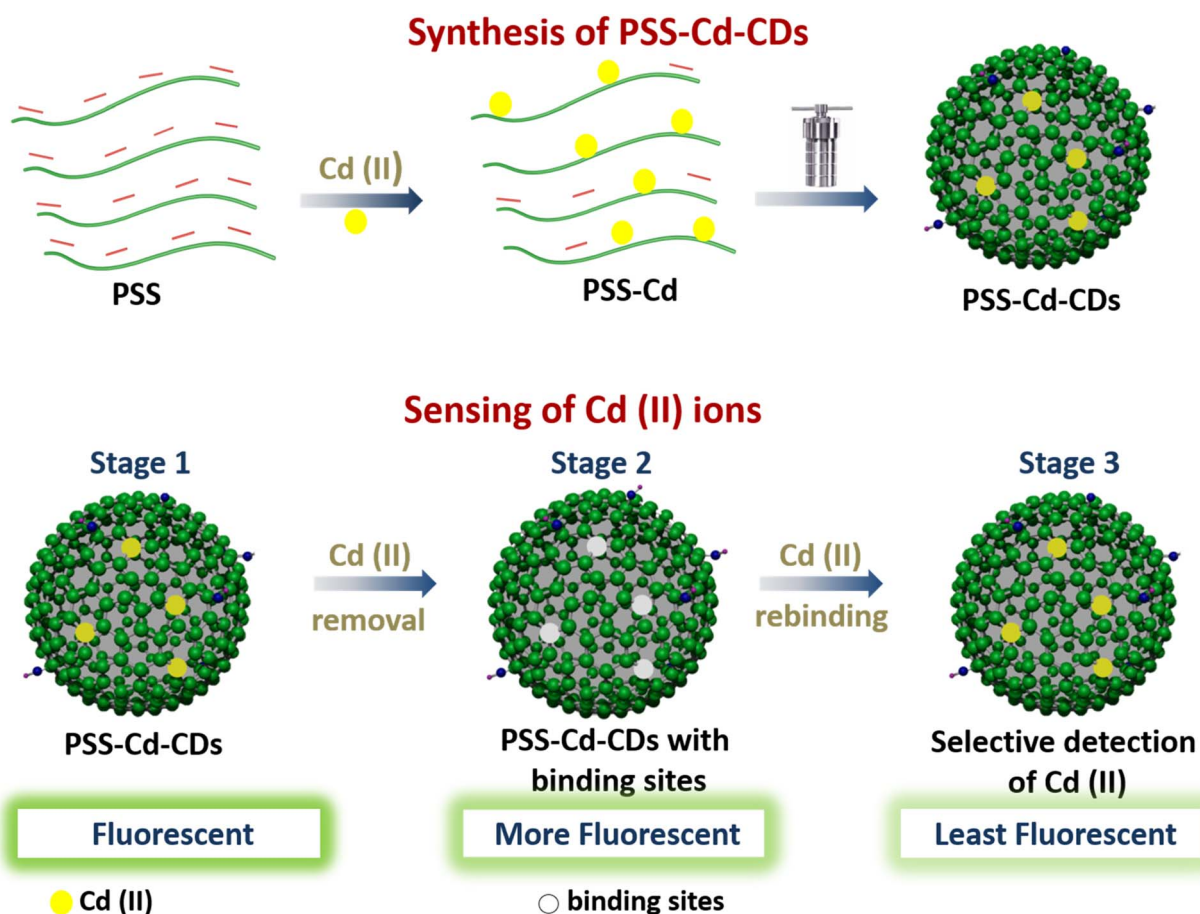 Synthesis of PSS-Cd-CDs
Cd (II)
PSS
PSS-Cd
PSS-Cd-CDs
Sensing of Cd (II) ions
Stage 1
Stage 2
Stage 3
Cd (II)
removal
Cd (II)
rebinding
PSS-Cd-CDs
PSS-Cd-CDs with
binding sites
Selective detection
of Cd (II)
Fluorescent
More Fluorescent
Least Fluorescent
Cd (II)
binding sites